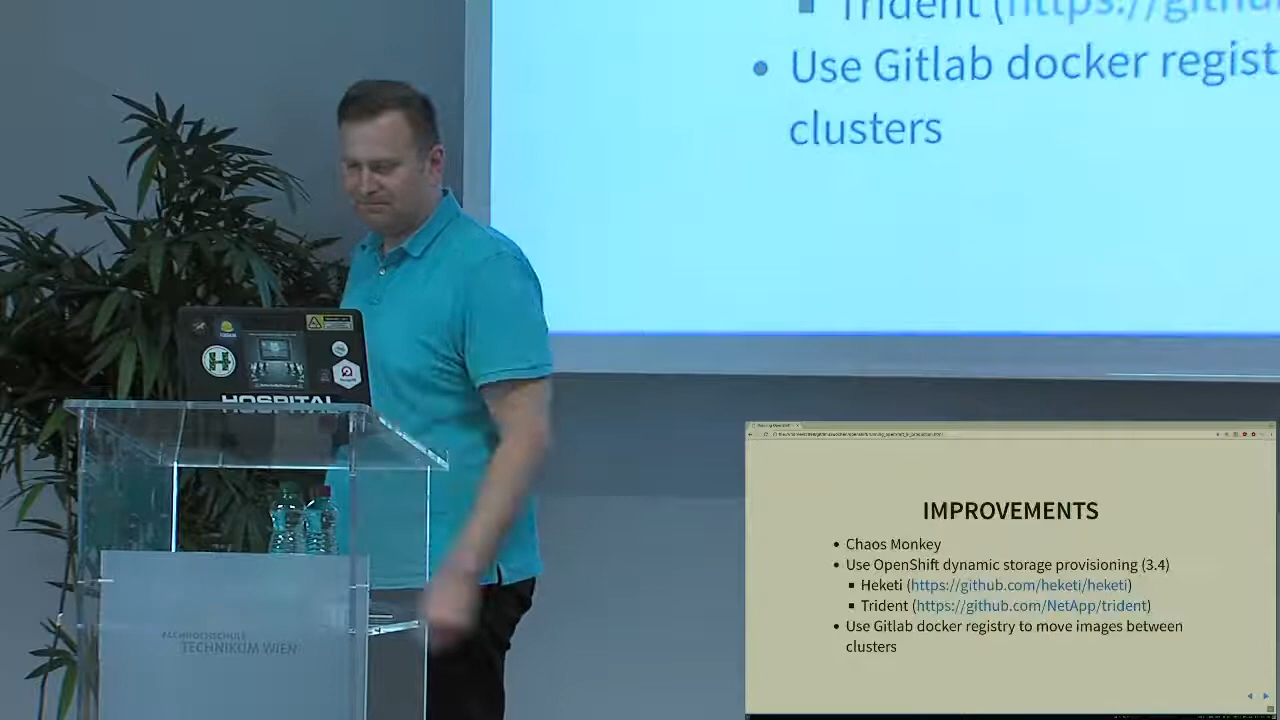 Trident (https://githu
• Use Gitlab docker regist
clusters
HOSPITAL
FACHHOCHSCHULE
TECHNIKUM WIEN
IMPROVEMENTS
• Chaos Monkey
• Use OpenShift dynamic storage provisioning (3.4)
▪ Heketi (https://github.com/heketi/heketi)
▪ Trident (https://github.com/NetApp/trident)
• Use Gitlab docker registry to move images between
clusters